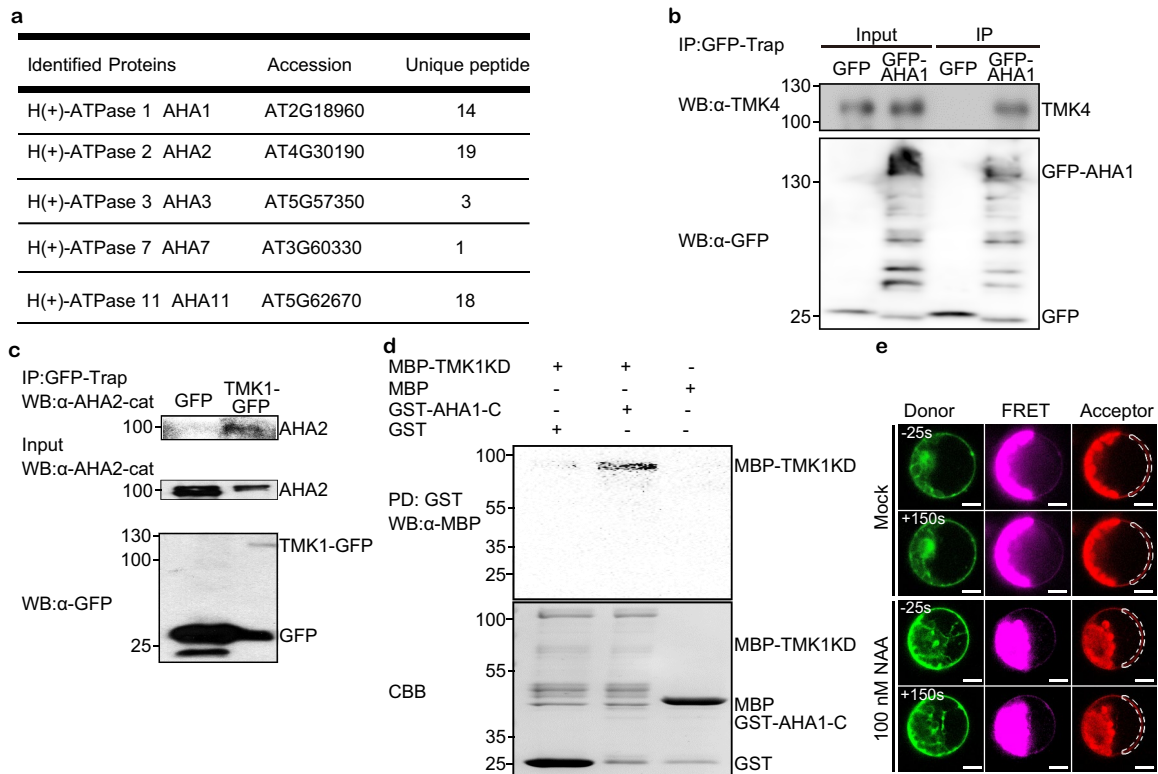 a
Identified Proteins Accession Unique peptide
H(+)-ATPase 1 AHA1 AT2G18960 14
H(+)-ATPase 2 AHA2 AT4G30190 19
H(+)-ATPase 3 AHA3 AT5G57350 3
H(+)-ATPase 7 AHA7 AT3G60330 1
H(+)-ATPase 11 AHA11 AT5G62670 18
b
IP:GFP-Trap
Input IP
GFP GFP-AHA1 GFP GFP-AHA1
WB:α-TMK4
130
100
TMK4
GFP-AHA1
130
WB:α-GFP
25
GFP
c
IP:GFP-Trap
WB:α-AHA2-cat
GFP TMK1-GFP
100 AHA2
Input
WB:α-AHA2-cat
100 AHA2
130 TMK1-GFP
100
WB:α-GFP
GFP
25
d
MBP-TMK1KD + + -
MBP - - +
GST-AHA1-C - + -
GST + - -
100 MBP-TMK1KD
PD: GST
WB:α-MBP
55
35
25
100
MBP-TMK1KD
55
CBB
MBP
GST-AHA1-C
35
25 GST
e
Donor FRET Acceptor
Mock
-25s
+150s
100 nM NAA
-25s
+150s